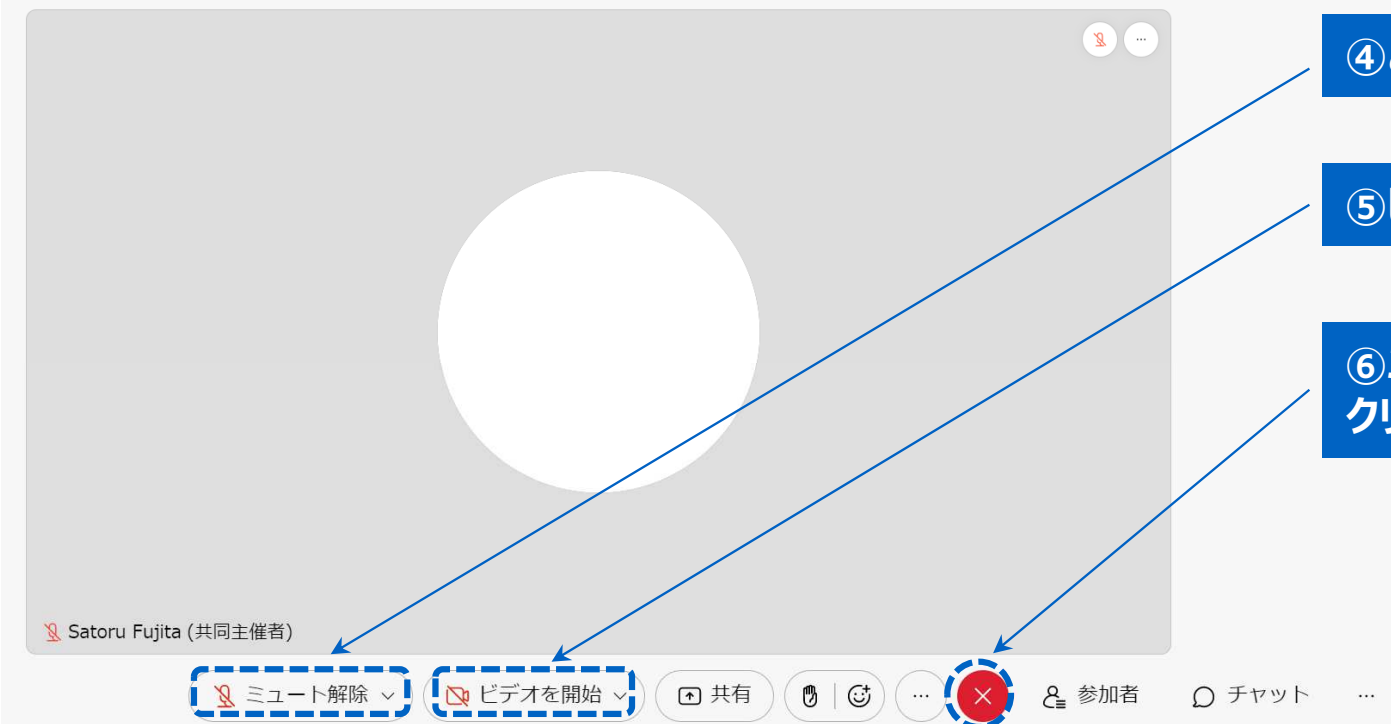 ④
⑤
⑥
Satoru Fujita (共同主催者)
ミュート解除
ビデオを開始
共有
参加者
チャット